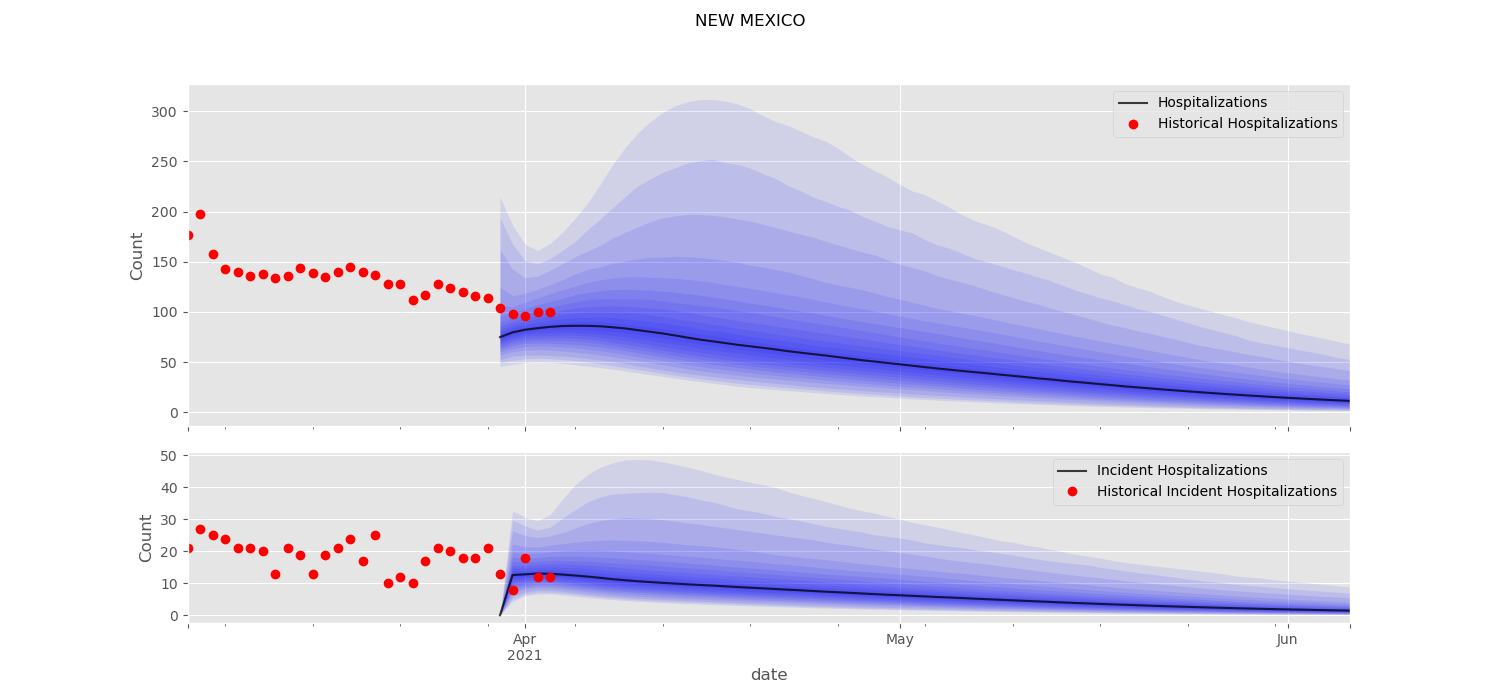 NEW MEXICO
Hospitalizations
Historical Hospitalizations
300
250
200
150
100
50
0
Count
Incident Hospitalizations
Historical Incident Hospitalizations
50
40
30
20
10
0
Count
Apr
2021
May
Jun
date